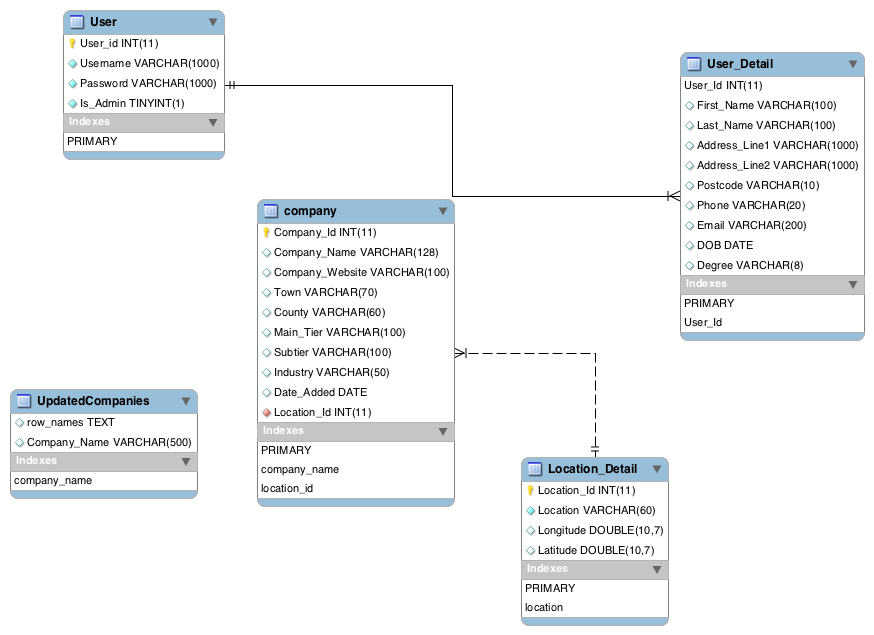 User
User_id INT(11)
Username VARCHAR(1000)
Password VARCHAR(1000)
Is_Admin TINYINT(1)
Indexes
PRIMARY
User_Detail
User_Id INT(11)
First_Name VARCHAR(100)
Last_Name VARCHAR(100)
Address_Line1 VARCHAR(1000)
Address_Line2 VARCHAR(1000)
Postcode VARCHAR(10)
Phone VARCHAR(20)
Email VARCHAR(200)
DOB DATE
Degree VARCHAR(8)
Indexes
PRIMARY
User_Id
company
Company_Id INT(11)
Company_Name VARCHAR(128)
Company_Website VARCHAR(100)
Town VARCHAR(70)
County VARCHAR(60)
Main_Tier VARCHAR(100)
Subtier VARCHAR(100)
Industry VARCHAR(50)
Date_Added DATE
Location_Id INT(11)
Indexes
PRIMARY
company_name
location_id
UpdatedCompanies
row_names TEXT
Company_Name VARCHAR(500)
Indexes
company_name
Location_Detail
Location_Id INT(11)
Location VARCHAR(60)
Longitude DOUBLE(10,7)
Latitude DOUBLE(10,7)
Indexes
PRIMARY
location